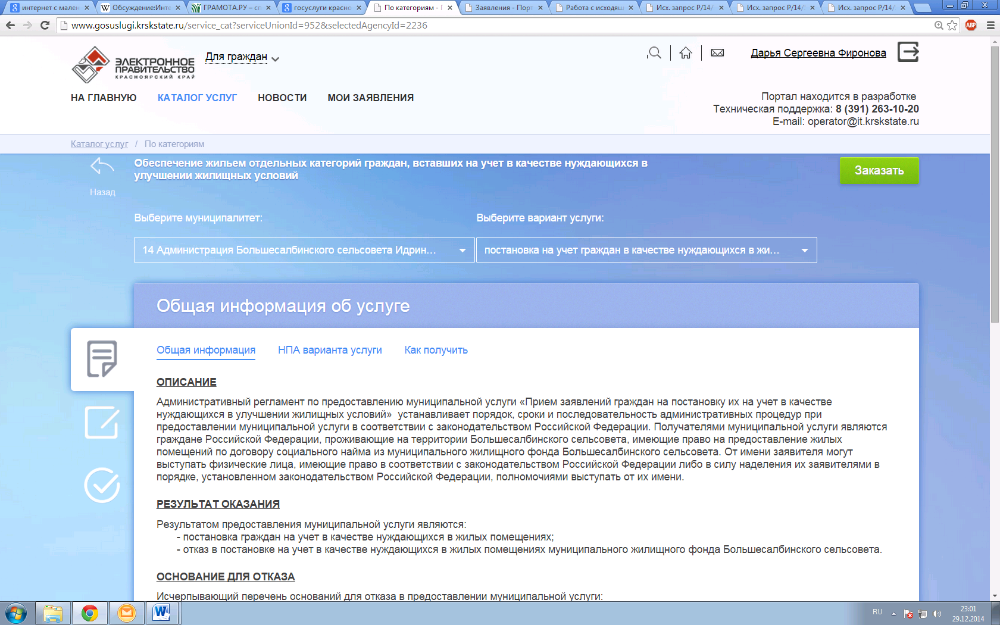 интернет с мален
Обсуждение:Инте
ГРАМОТА.РУ – сп
госуслуги красно
По категориям - Г
Заявления - Порт
Работа с исходящ
Исх. запрос Р/14/
Исх. запрос Р/14/
Исх. запрос Р/14/
www.gosuslugi.krskstate.ru/service_cat?serviceUnionId=952&selectedAgencyId=2236
ABP
ЭЛЕКТРОННОЕ
ПРАВИТЕЛЬСТВО
КРАСНОЯРСКИЙ КРАЙ
Для граждан
Дарья Сергеевна Фиронова
НА ГЛАВНУЮ КАТАЛОГ УСЛУГ НОВОСТИ МОИ ЗАЯВЛЕНИЯ
Портал находится в разработке
Техническая поддержка: 8 (391) 263-10-20
E-mail: operator@it.krskstate.ru
Каталог услуг / По категориям
Назад
Обеспечение жильем отдельных категорий граждан, вставших на учет в качестве нуждающихся в
улучшении жилищных условий
Заказать
Выберите муниципалитет:
Выберите вариант услуги:
14 Администрация Большесалбинского сельсовета Идрин...
постановка на учет граждан в качестве нуждающихся в жи...
Общая информация об услуге
Общая информация НПА варианта услуги Как получить
ОПИСАНИЕ
Административный регламент по предоставлению муниципальной услуги «Прием заявлений граждан на постановку их на учет в качестве
нуждающихся в улучшении жилищных условий» устанавливает порядок, сроки и последовательность административных процедур при
предоставлении муниципальной услуги в соответствии с законодательством Российской Федерации. Получателями муниципальной услуги являются
граждане Российской Федерации, проживающие на территории Большесалбинского сельсовета, имеющие право на предоставление жилых
помещений по договору социального найма из муниципального жилищного фонда Большесалбинского сельсовета. От имени заявителя могут
выступать физические лица, имеющие право в соответствии с законодательством Российской Федерации либо в силу наделения их заявителями в
порядке, установленном законодательством Российской Федерации, полномочиями выступать от их имени.
РЕЗУЛЬТАТ ОКАЗАНИЯ
Результатом предоставления муниципальной услуги являются:
- постановка граждан на учет в качестве нуждающихся в жилых помещениях;
- отказ в постановке на учет в качестве нуждающихся в жилых помещениях муниципального жилищного фонда Большесалбинского сельсовета.
ОСНОВАНИЕ ДЛЯ ОТКАЗА
Исчерпывающий перечень оснований для отказа в предоставлении муниципальной услуги:
RU
23:01
29.12.2014